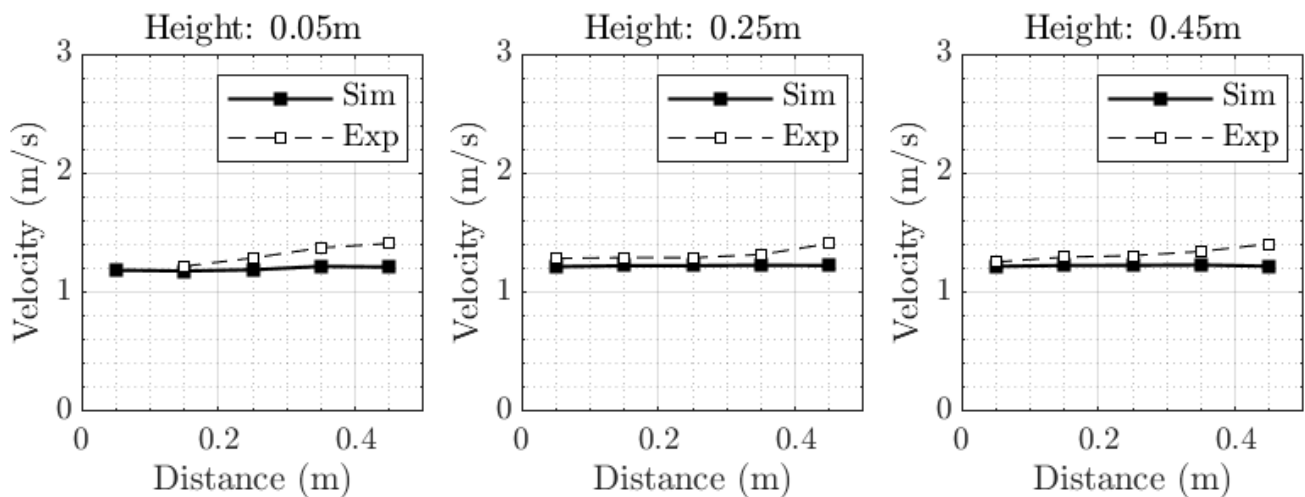 Height: 0.05m
3
2
1
0
Velocity (m/s)
Sim
Exp
0
0.2
0.4
Distance (m)
Height: 0.25m
3
2
1
0
Velocity (m/s)
Sim
Exp
0
0.2
0.4
Distance (m)
Height: 0.45m
3
2
1
0
Velocity (m/s)
Sim
Exp
0
0.2
0.4
Distance (m)